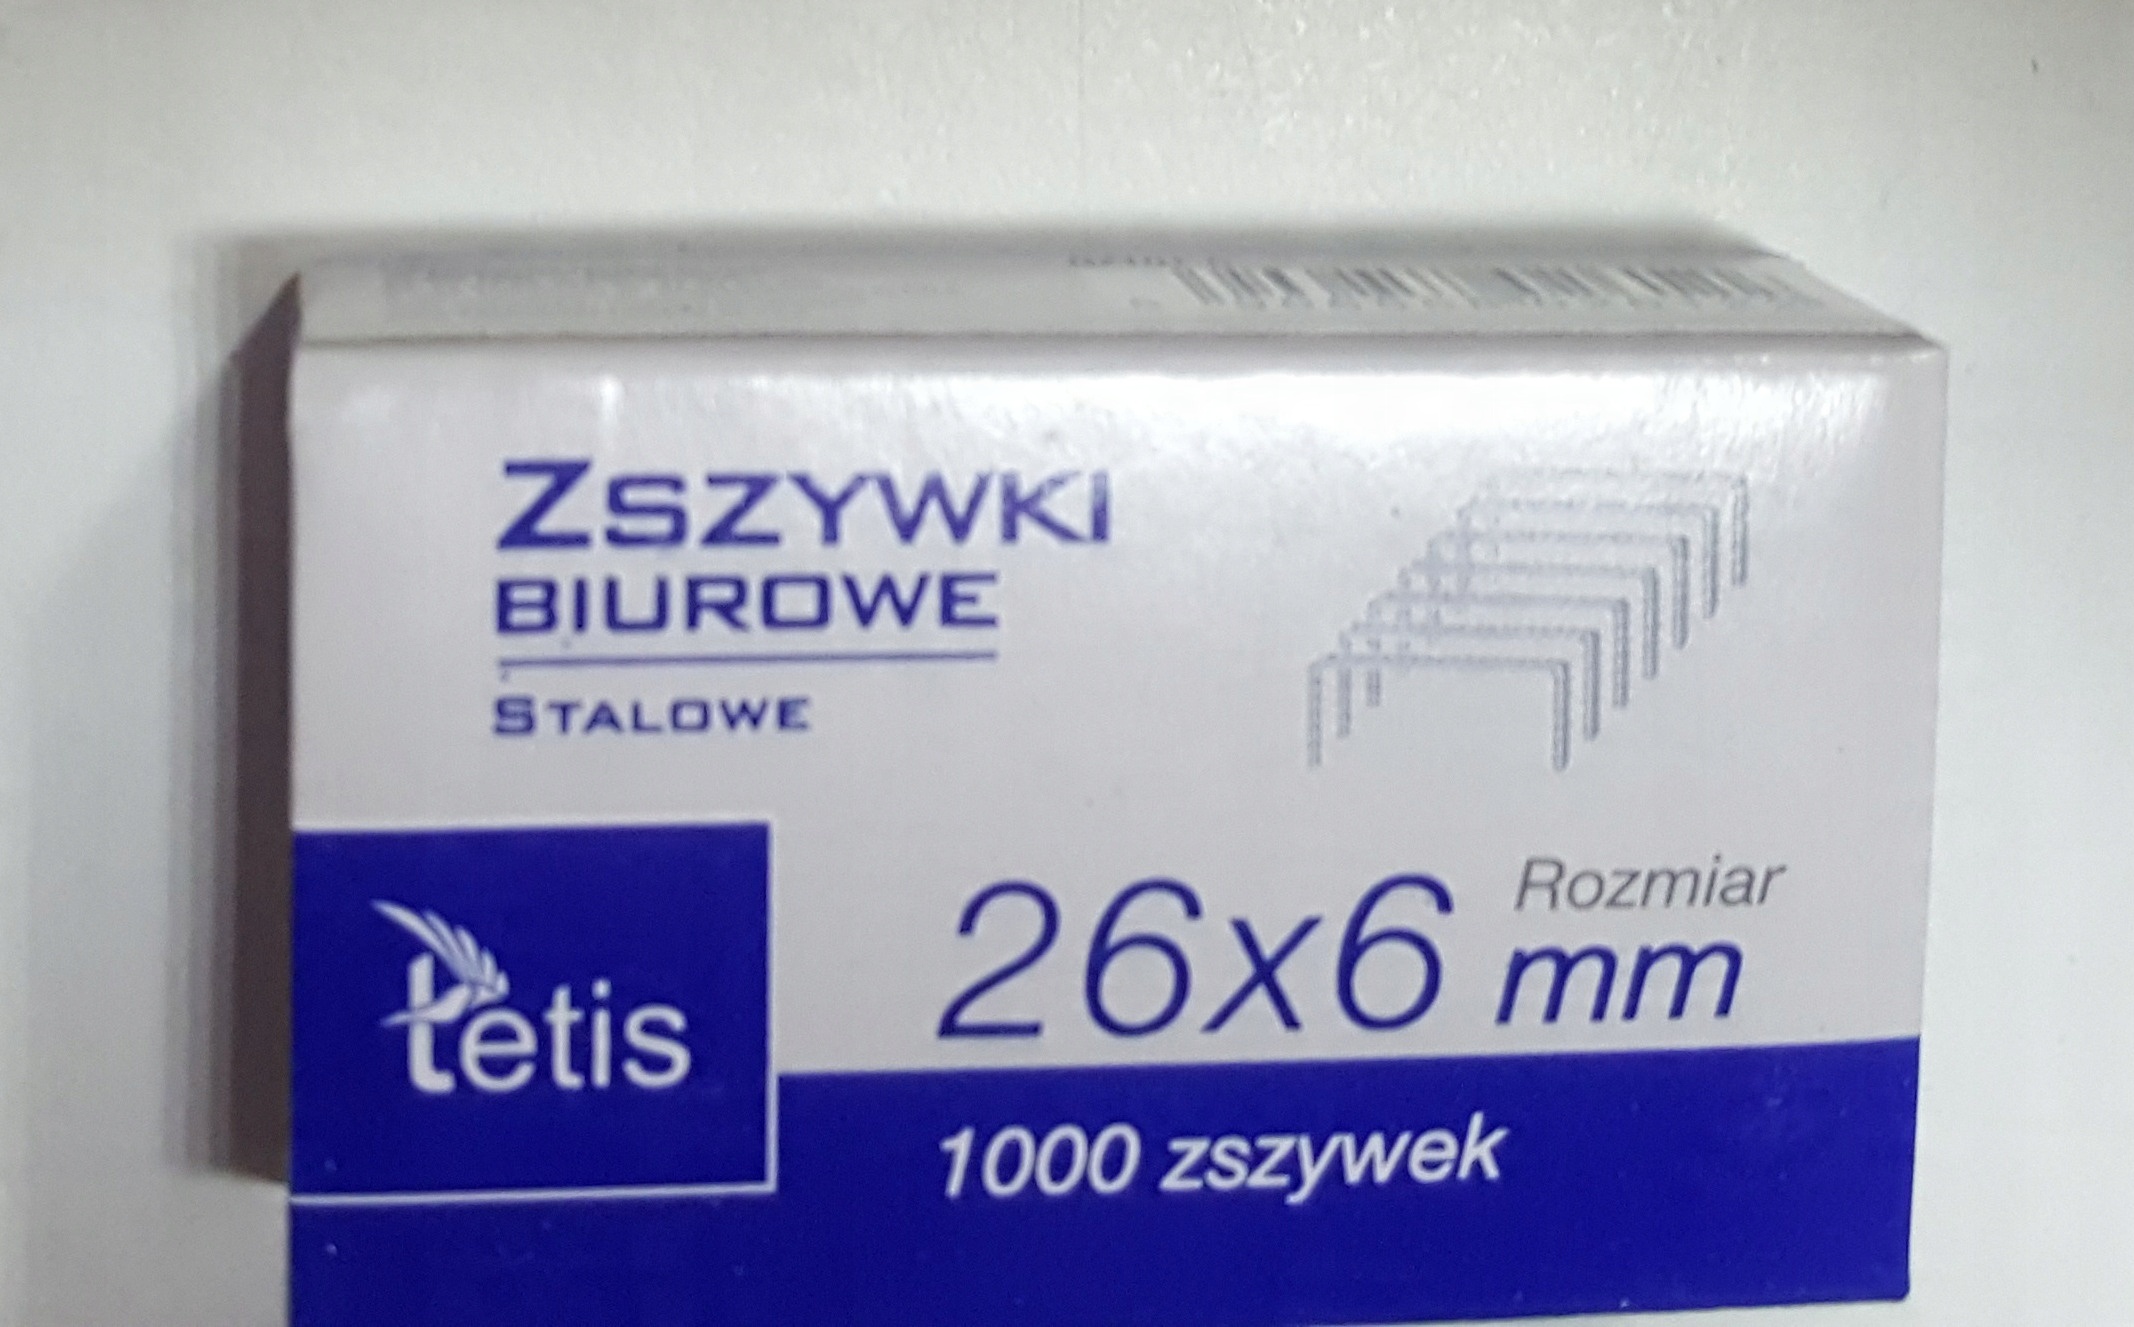 ZSZYWKI
BIUROWE
STALOWE
tetis
26x6 mm
Rozmiar
1000 zszywek